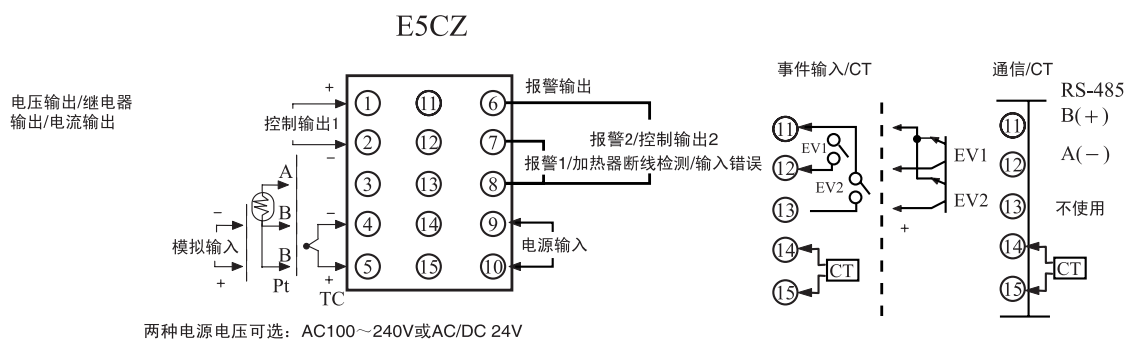 E5CZ
电压输出/继电器
输出/电流输出
+
控制输出1
−
A
B
B
Pt
−
模拟输入
+
−
+
TC
1 11 6
2 12 7
3 13 8
4 14 9
5 15 10
报警输出
报警2/控制输出2
报警1/加热器断线检测/输入错误
电源输入
两种电源电压可选：AC100～240V或AC/DC 24V
事件输入/CT
11
12
13
14
15
EV1
EV2
CT
EV1
EV2
+
通信/CT
RS-485
11 B(+)
12 A(−)
13 不使用
14
15
CT